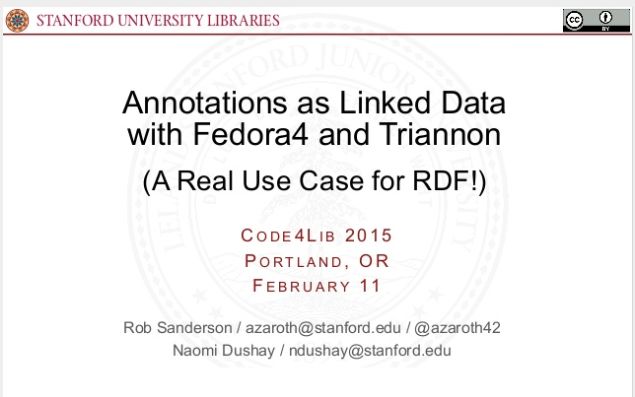 STANFORD UNIVERSITY LIBRARIES
cc BY
Annotations as Linked Data
with Fedora4 and Triannon
(A Real Use Case for RDF!)
CODE4LIB 2015
PORTLAND, OR
FEBRUARY 11
Rob Sanderson / azaroth@stanford.edu / @azaroth42
Naomi Dushay / ndushay@stanford.edu